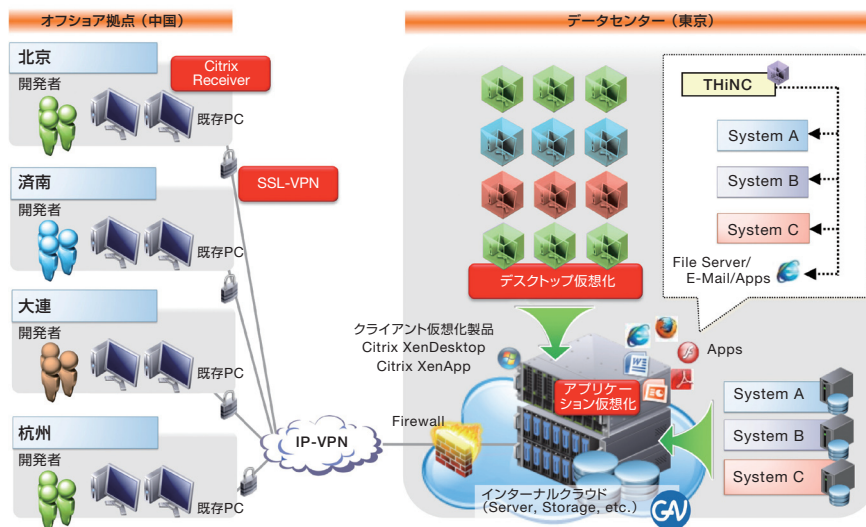 オフショア拠点（中国）
北京
開発者
既存PC
Citrix
Receiver
済南
開発者
既存PC
SSL-VPN
大連
開発者
既存PC
杭州
開発者
既存PC
IP-VPN
Firewall
データセンター（東京）
デスクトップ仮想化
クライアント仮想化製品
Citrix XenDesktop
Citrix XenApp
アプリケー
ション仮想化
Apps
インターナルクラウド
（Server, Storage, etc.）
GAV
THiNC
System A
System B
System C
File Server/
E-Mail/Apps
System A
System B
System C